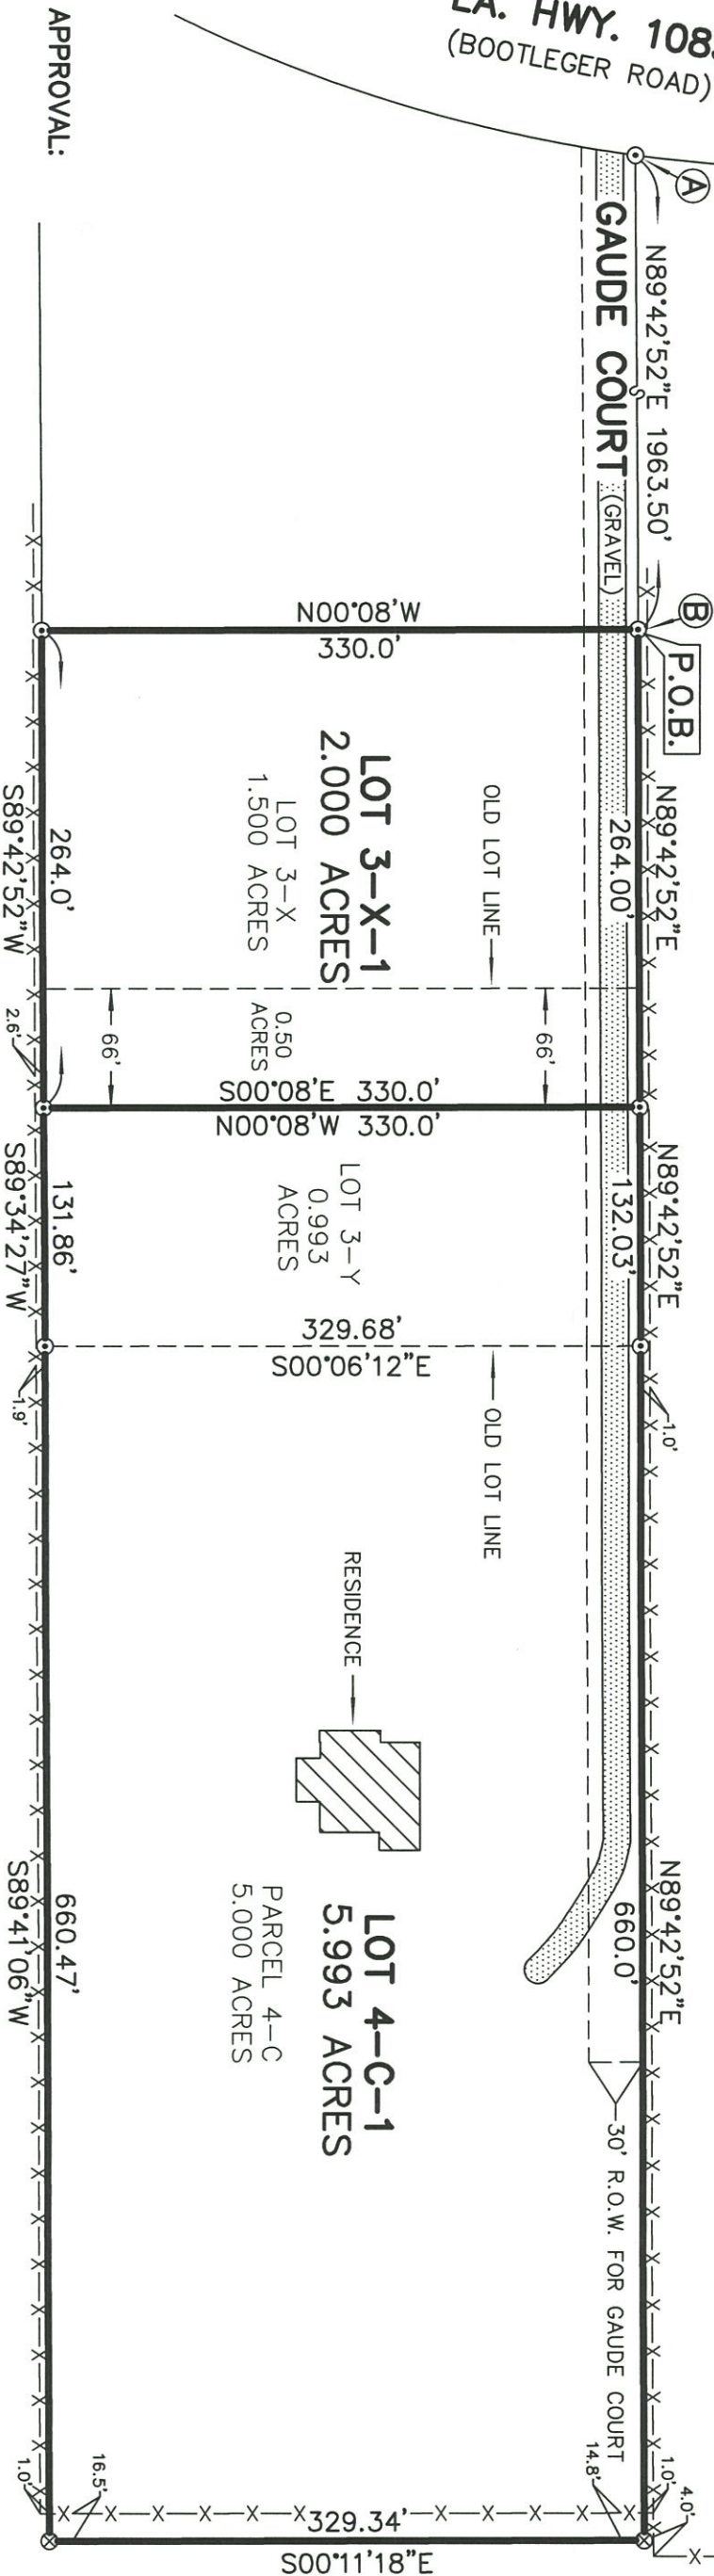 LA. HWY. 108
(BOOTLEGER ROAD)
APPROVAL:
A
N89°42'52"E 1963.50'
GAUDE COURT
(GRAVEL)
B
P.O.B.
N00°08'W
330.0'
N89°42'52"E
264.00'
OLD LOT LINE
LOT 3-X-1
2.000 ACRES
LOT 3-X
1.500 ACRES
264.0'
S89°42'52"W
66'
0.50
ACRES
66'
2.6'
S00°08'E 330.0'
N00°08'W 330.0'
N89°42'52"E
132.03'
LOT 3-Y
0.993
ACRES
131.86'
S89°34'27"W
329.68'
S00°06'12"E
1.0'
1.9'
OLD LOT LINE
RESIDENCE
N89°42'52"E
660.0'
LOT 4-C-1
5.993 ACRES
PARCEL 4-C
5.000 ACRES
660.47'
S89°41'06"W
30' R.O.W. FOR GAUDE COURT
14.8'
1.0'
4.0'
16.5'
1.0'
329.34'
S00°11'18"E